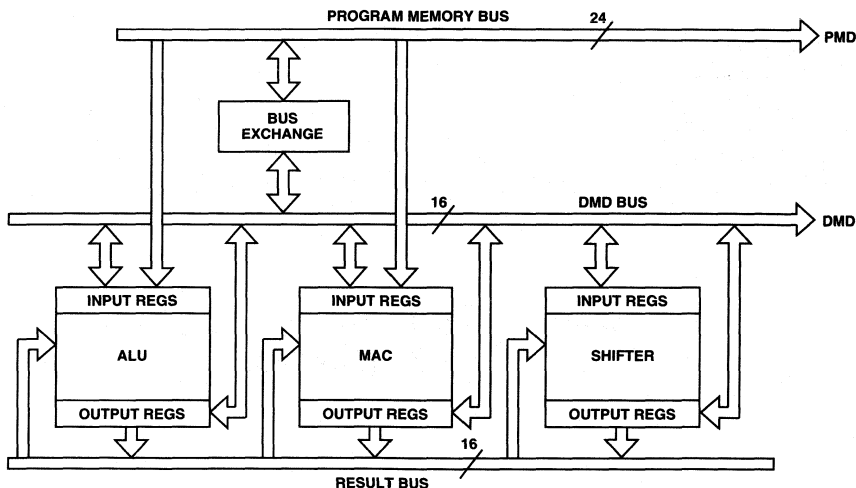 PROGRAM MEMORY BUS
24
PMD
BUS
EXCHANGE
16
DMD BUS
DMD
INPUT REGS
INPUT REGS
INPUT REGS
ALU
MAC
SHIFTER
OUTPUT REGS
OUTPUT REGS
OUTPUT REGS
16
RESULT BUS